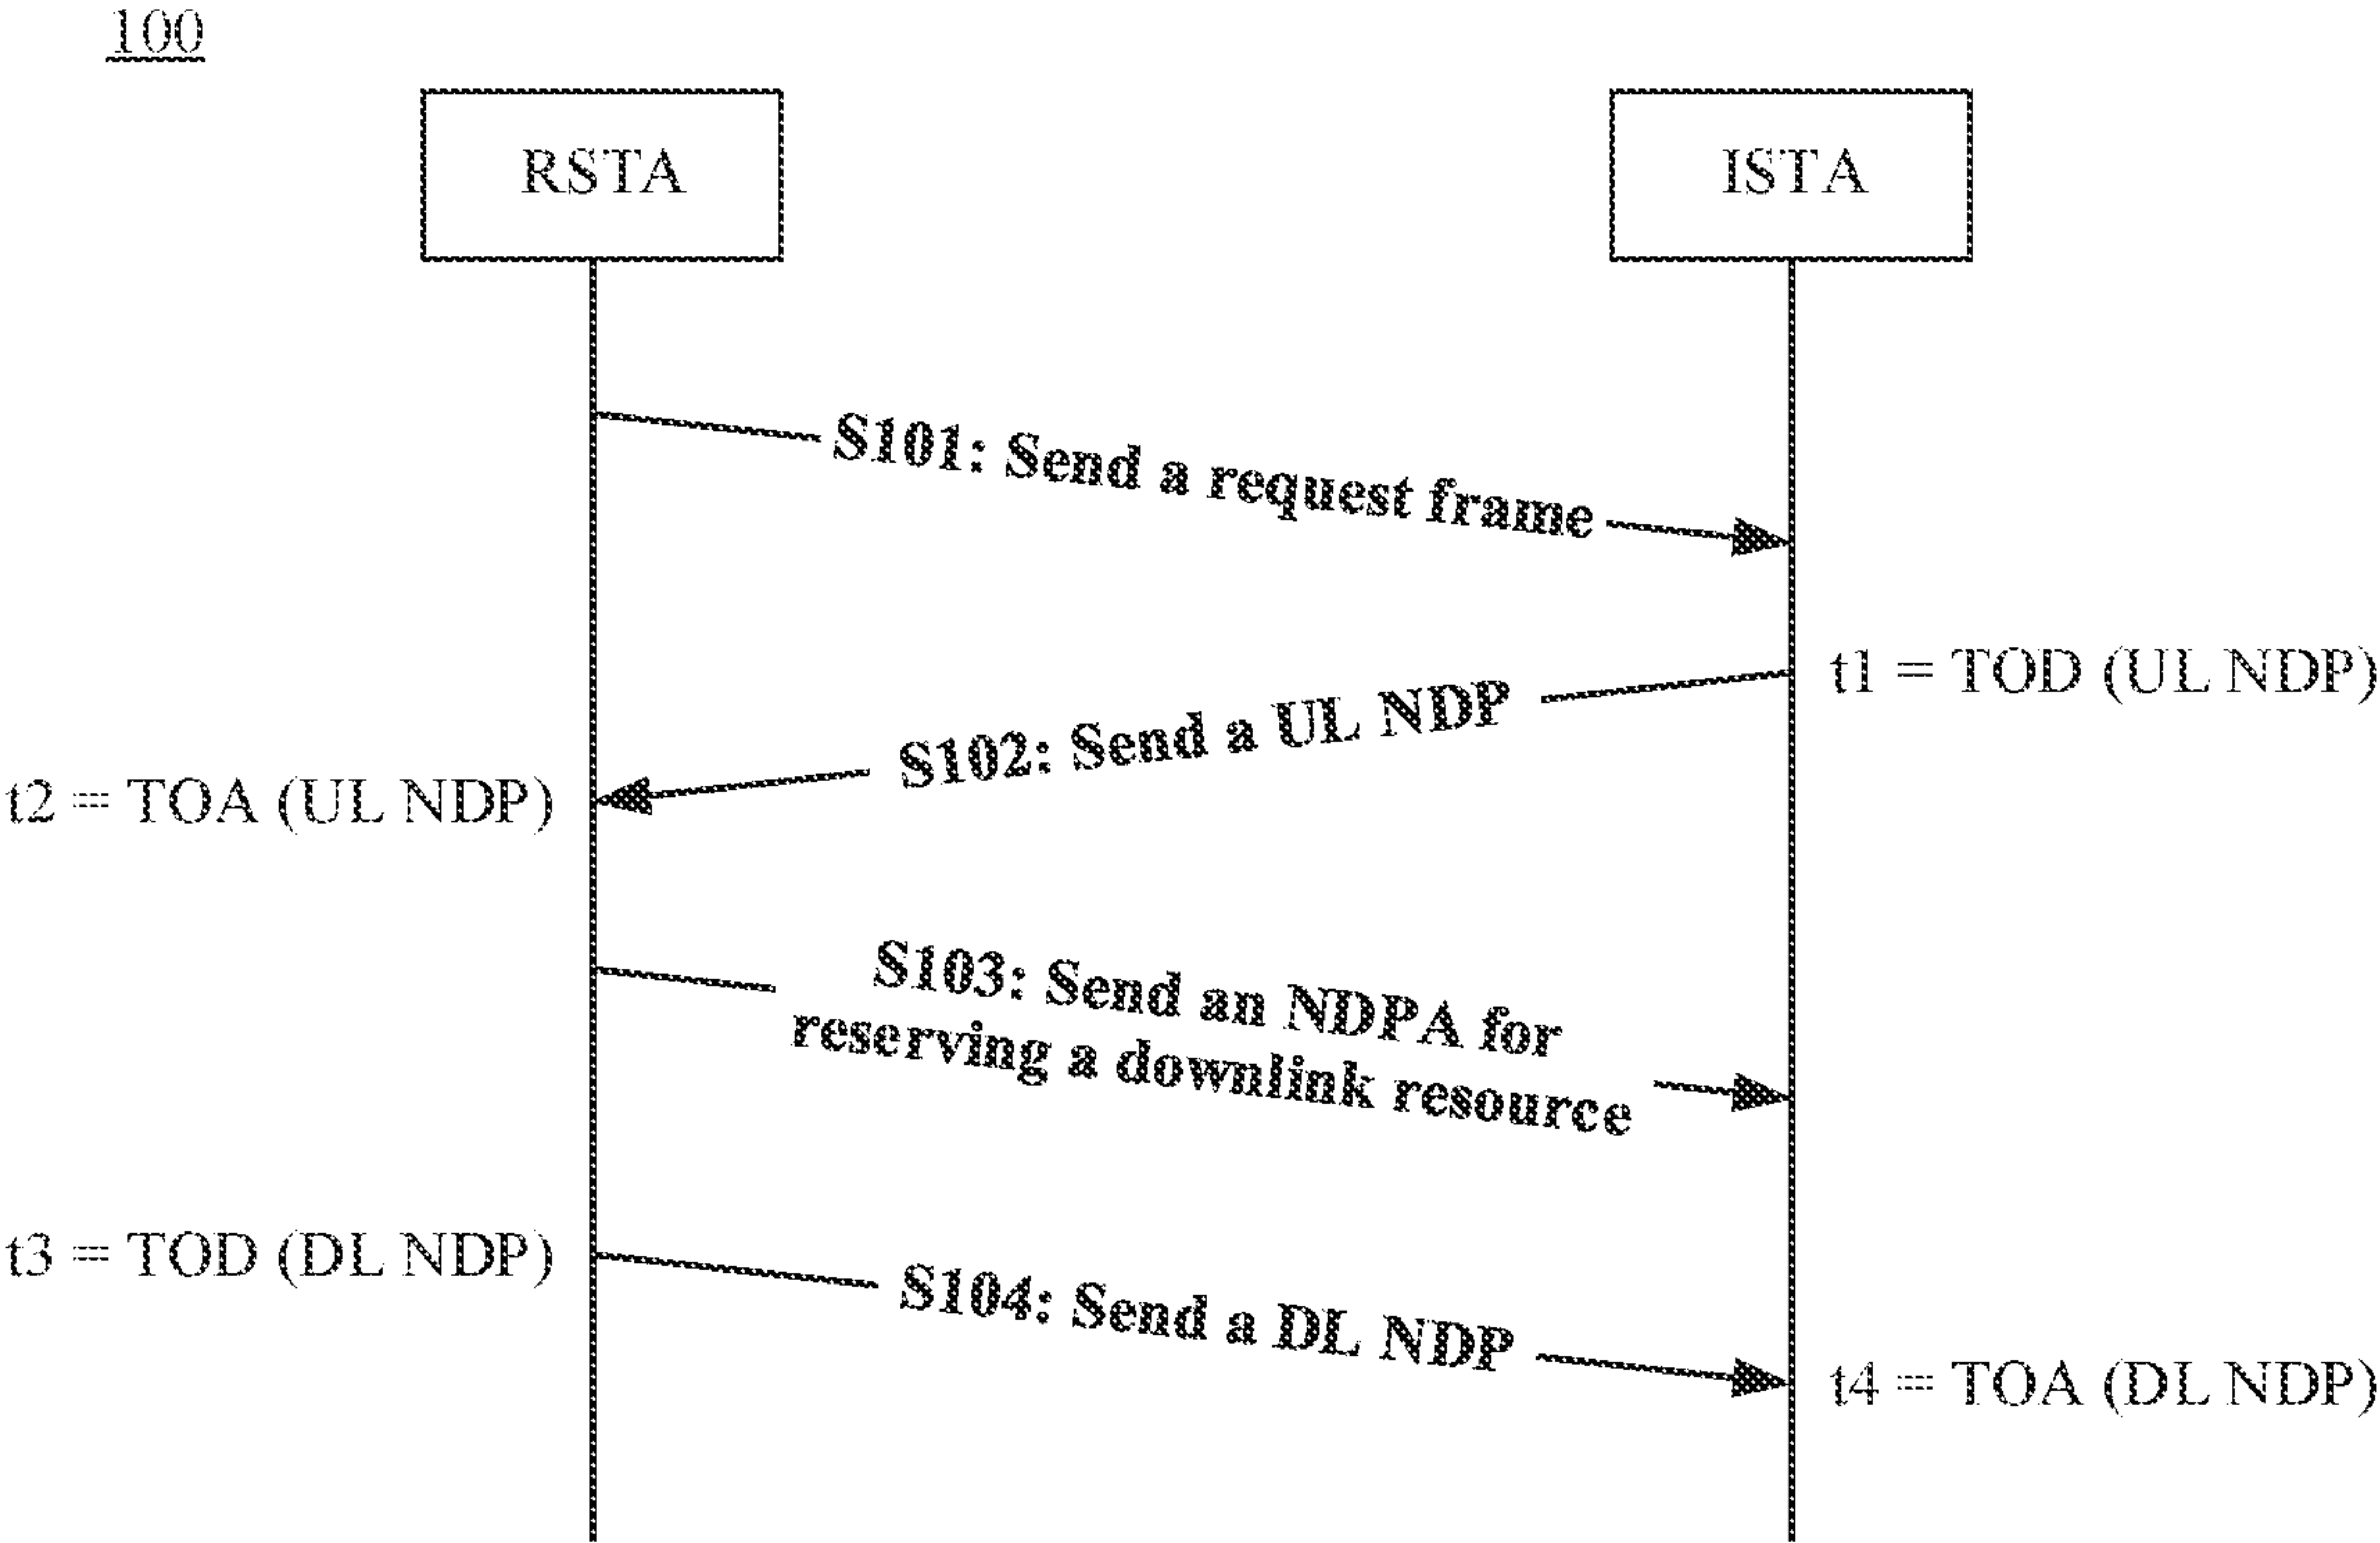 100
RSTA
ISTA
S101: Send a request frame
t1 = TOD (UL NDP)
S102: Send a UL NDP
t2 = TOA (UL NDP)
S103: Send an NDPA for
reserving a downlink resource
t3 = TOD (DL NDP)
S104: Send a DL NDP
t4 = TOA (DL NDP)